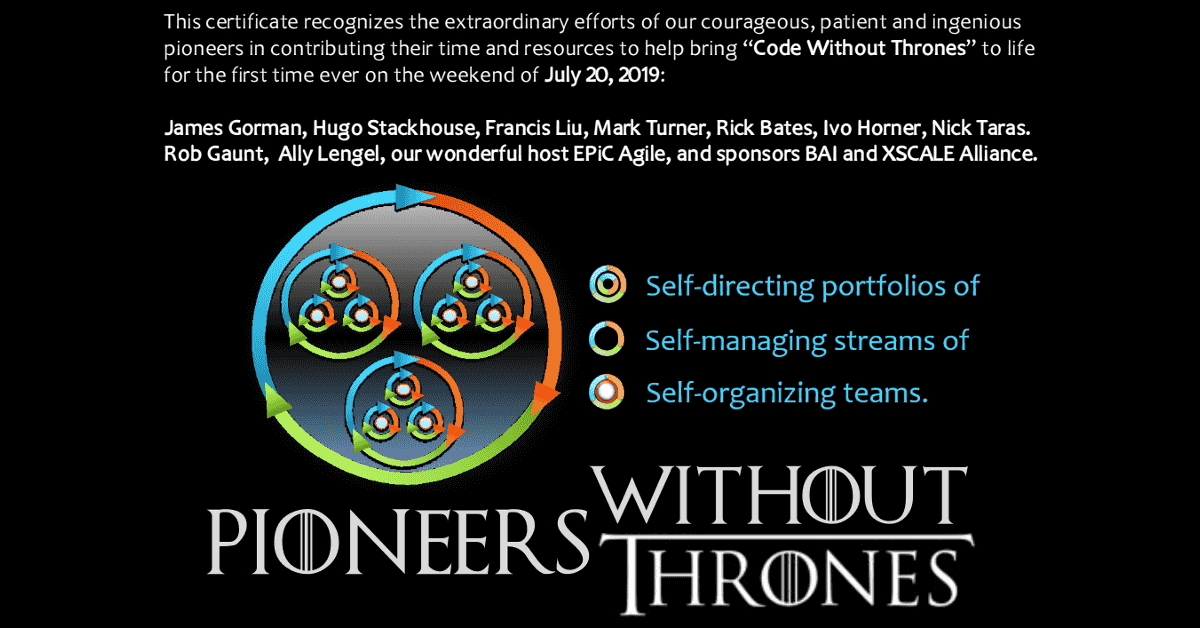 This certificate recognizes the extraordinary efforts of our courageous, patient and ingenious
pioneers in contributing their time and resources to help bring “Code Without Thrones” to life
for the first time ever on the weekend of July 20, 2019:
James Gorman, Hugo Stackhouse, Francis Liu, Mark Turner, Rick Bates, Ivo Horner, Nick Taras.
Rob Gaunt,  Ally Lengel, our wonderful host EPiC Agile, and sponsors BAI and XSCALE Alliance.
Self-directing portfolios of
Self-managing streams of
Self-organizing teams.
PIONEERS WITHOUT
THRONES